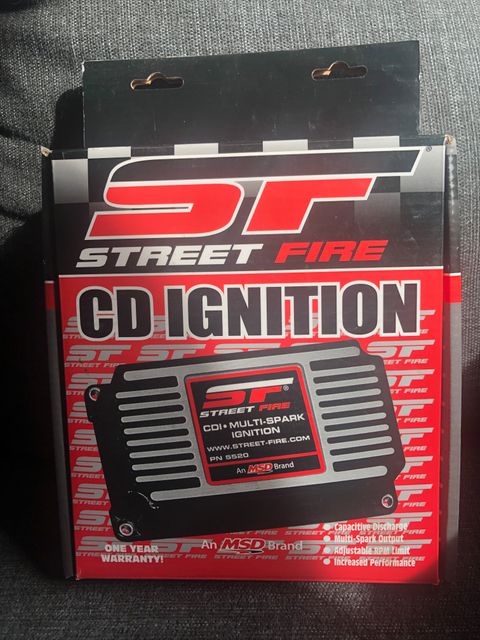 SF®
STREET FIRE
CD IGNITION
SF®
STREET FIRE
CDI • MULTI-SPARK
IGNITION
WWW.STREET-FIRE.COM
PN 5520
An MSD Brand
ONE YEAR
WARRANTY!
An MSD Brand
• Capacitive Discharge
• Multi-Spark Output
• Adjustable RPM Limit
• Increased Performance